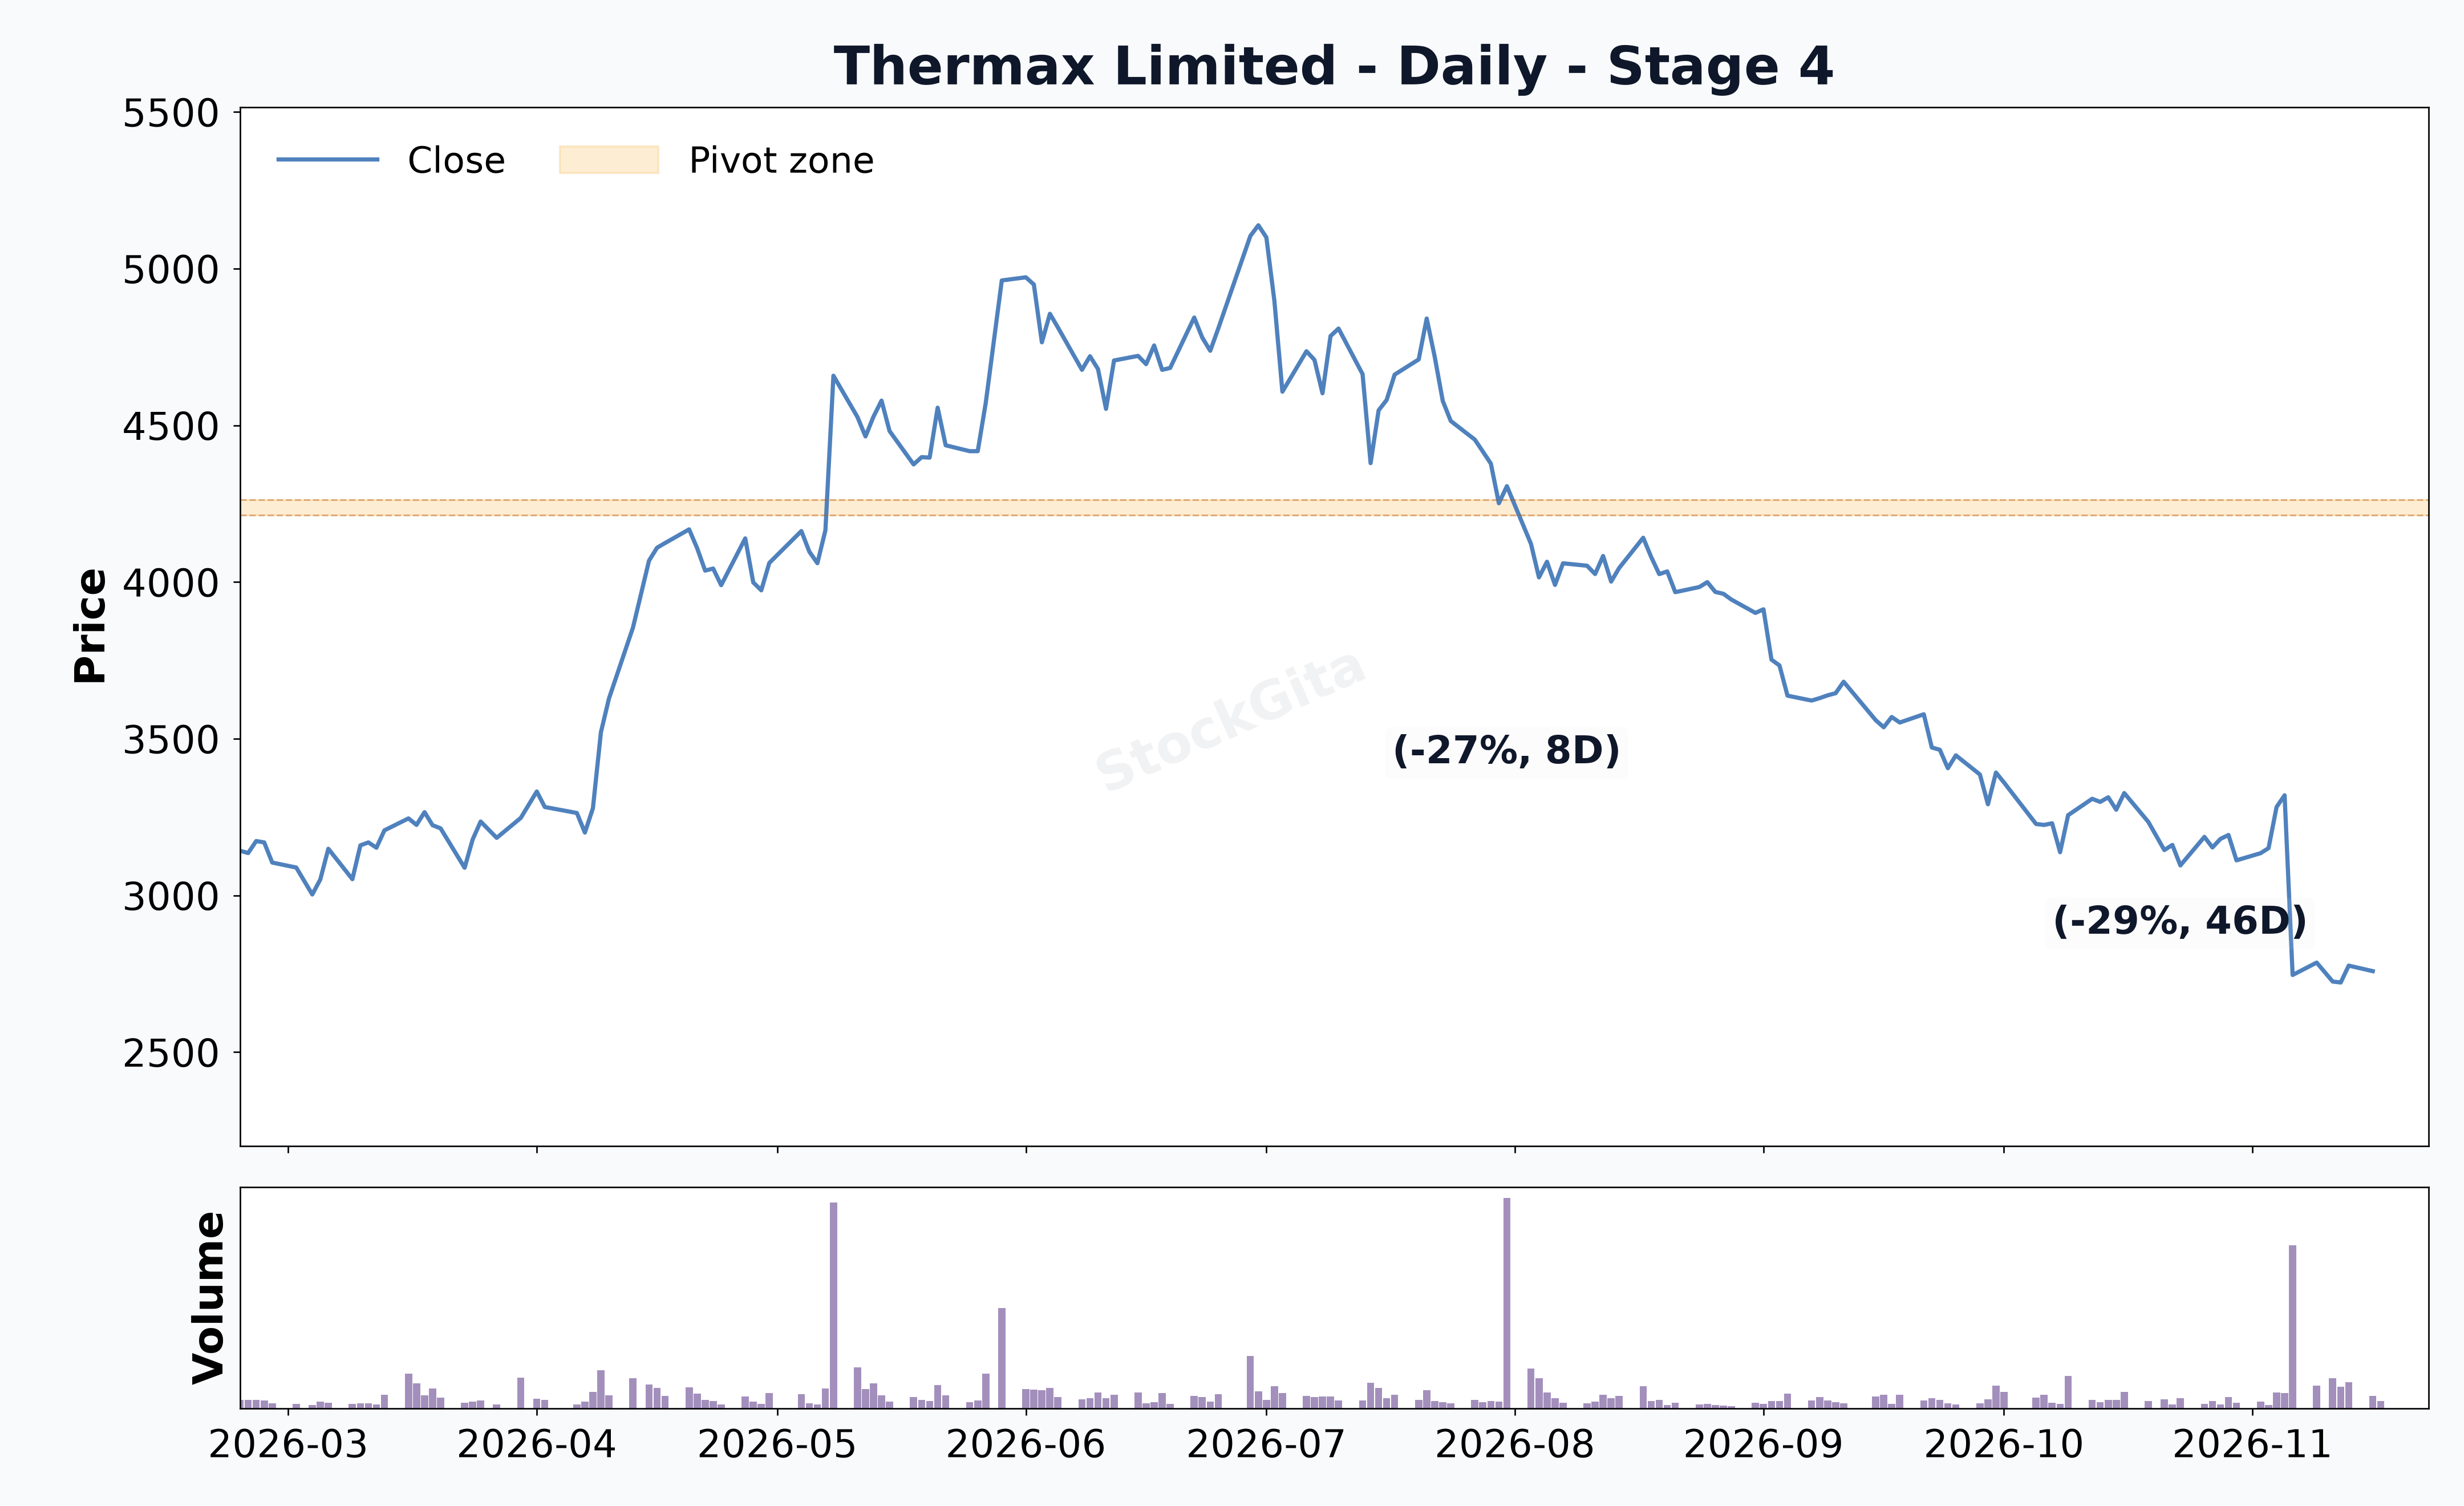 Thermax Limited - Daily - Stage 4
Close
Pivot zone
Price
5500
5000
4500
4000
3500
3000
2500
StockGita
(-27%, 8D)
(-29%, 46D)
Volume
2026-03
2026-04
2026-05
2026-06
2026-07
2026-08
2026-09
2026-10
2026-11